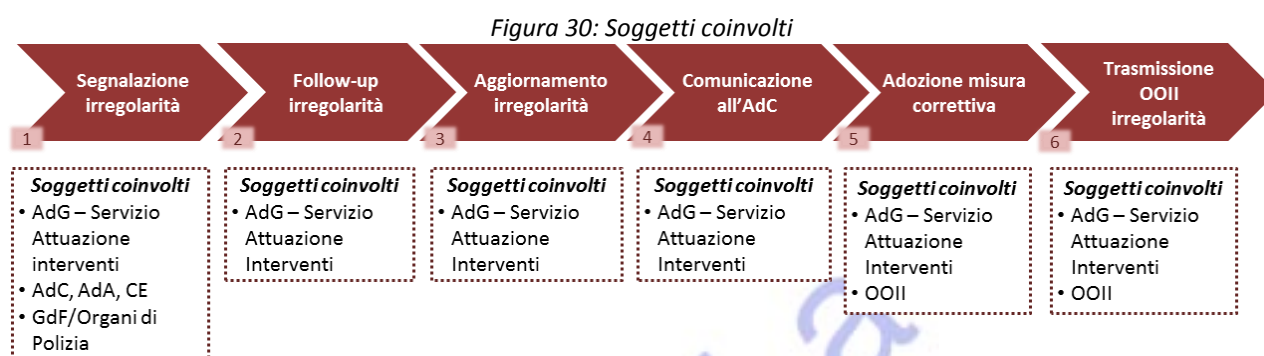 Figura 30: Soggetti coinvolti
Segnalazione
irregolarità
1
Follow-up
irregolarità
2
Aggiornamento
irregolarità
3
Comunicazione
all'AdC
4
Adozione misura
correttiva
5
Trasmissione
OOII
irregolarità
6
Soggetti coinvolti
• AdG – Servizio
Attuazione
interventi
• AdC, AdA, CE
• GdF/Organi di
Polizia
Soggetti coinvolti
• AdG – Servizio
Attuazione
Interventi
Soggetti coinvolti
• AdG – Servizio
Attuazione
Interventi
Soggetti coinvolti
• AdG – Servizio
Attuazione
Interventi
Soggetti coinvolti
• AdG – Servizio
Attuazione
Interventi
• OOII
Soggetti coinvolti
• AdG – Servizio
Attuazione
Interventi
• OOII